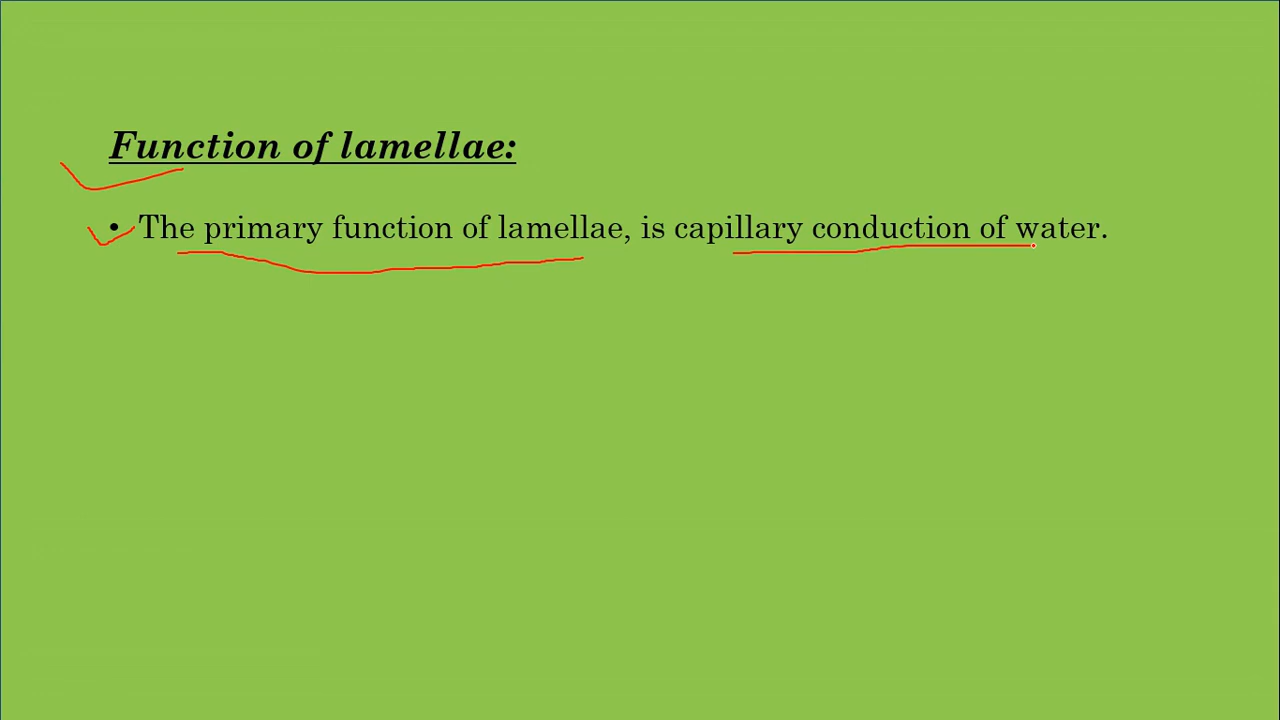 Function of lamellae:
• The primary function of lamellae, is capillary conduction of water.